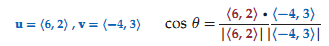 u = ⟨6, 2⟩ , v = ⟨−4, 3⟩ cos θ = ⟨6, 2⟩ • ⟨−4, 3⟩ / |⟨6, 2⟩| |⟨−4, 3⟩|